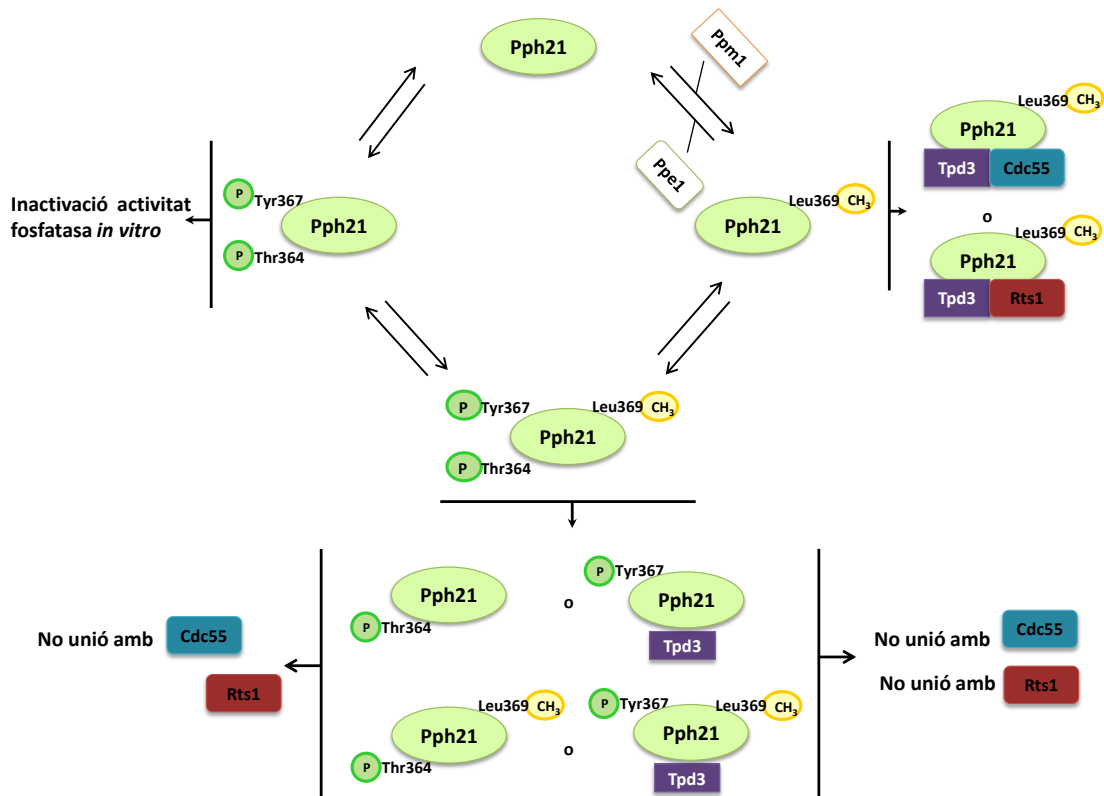 Pph21
Ppm1
Ppe1
P
Tyr367
Pph21
P
Thr364
Inactivació activitat
fosfatasa in vitro
Leu369 CH3
Pph21
Leu369 CH3
Pph21
Tpd3 Cdc55
o
Leu369 CH3
Pph21
Tpd3 Rts1
P Tyr367
Leu369 CH3
Pph21
P Thr364
No unió amb Cdc55
Rts1
Pph21
P Thr364
o
P Tyr367
Pph21
Tpd3
Leu369 CH3
Pph21
P Thr364
o
P Tyr367
Leu369 CH3
Pph21
Tpd3
No unió amb Cdc55
No unió amb Rts1